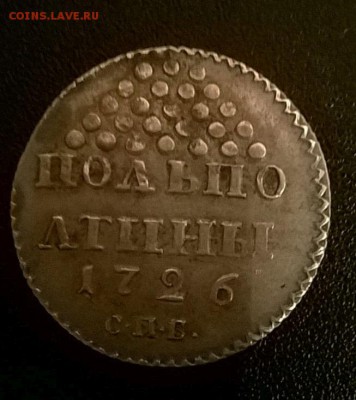 COINS.LAVE.RU
ПОЛЬПО
ЛТИНЫ
1726
С·П·Б·